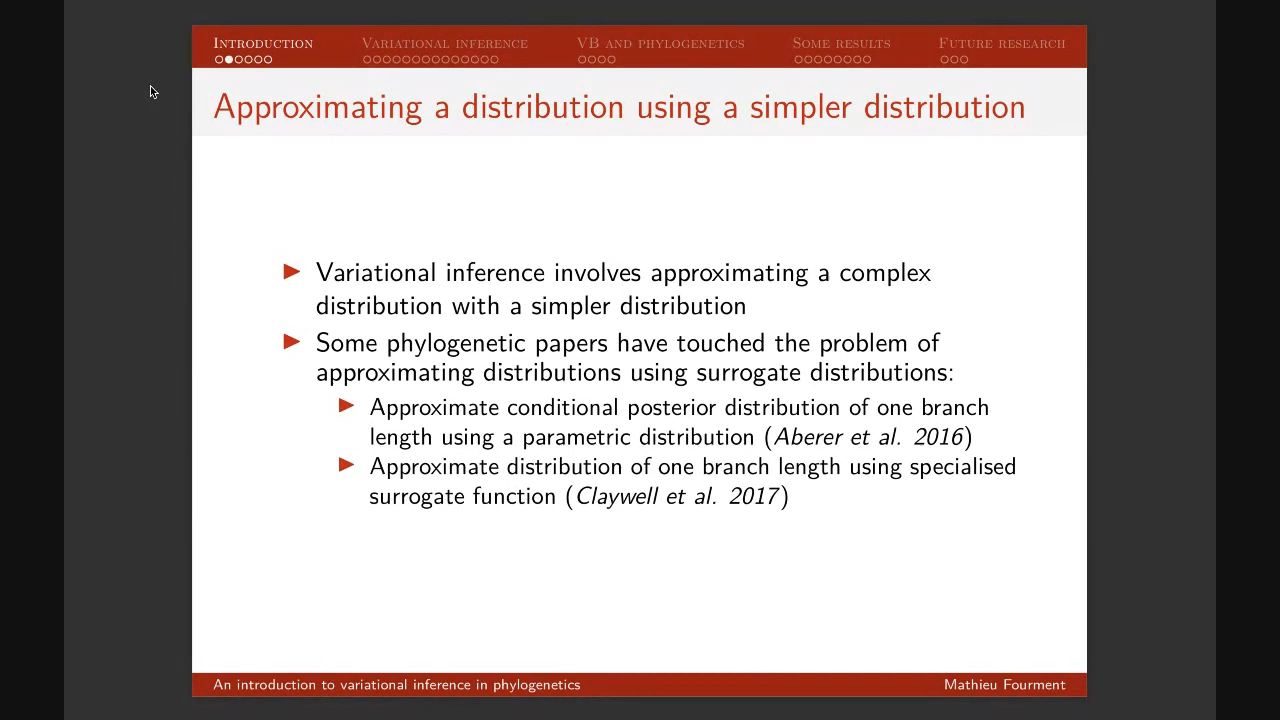 Introduction Variational inference VB and phylogenetics Some results Future research
Approximating a distribution using a simpler distribution
Variational inference involves approximating a complex
distribution with a simpler distribution
Some phylogenetic papers have touched the problem of
approximating distributions using surrogate distributions:
Approximate conditional posterior distribution of one branch
length using a parametric distribution (Aberer et al. 2016)
Approximate distribution of one branch length using specialised
surrogate function (Claywell et al. 2017)
An introduction to variational inference in phylogenetics Mathieu Fourment